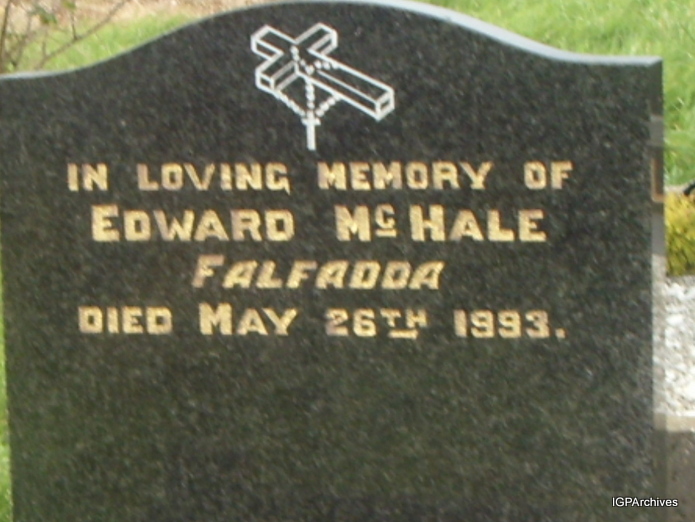 IN LOVING MEMORY OF
EDWARD McHALE
FALFADDA
DIED MAY 26TH 1993.
IGPArchives